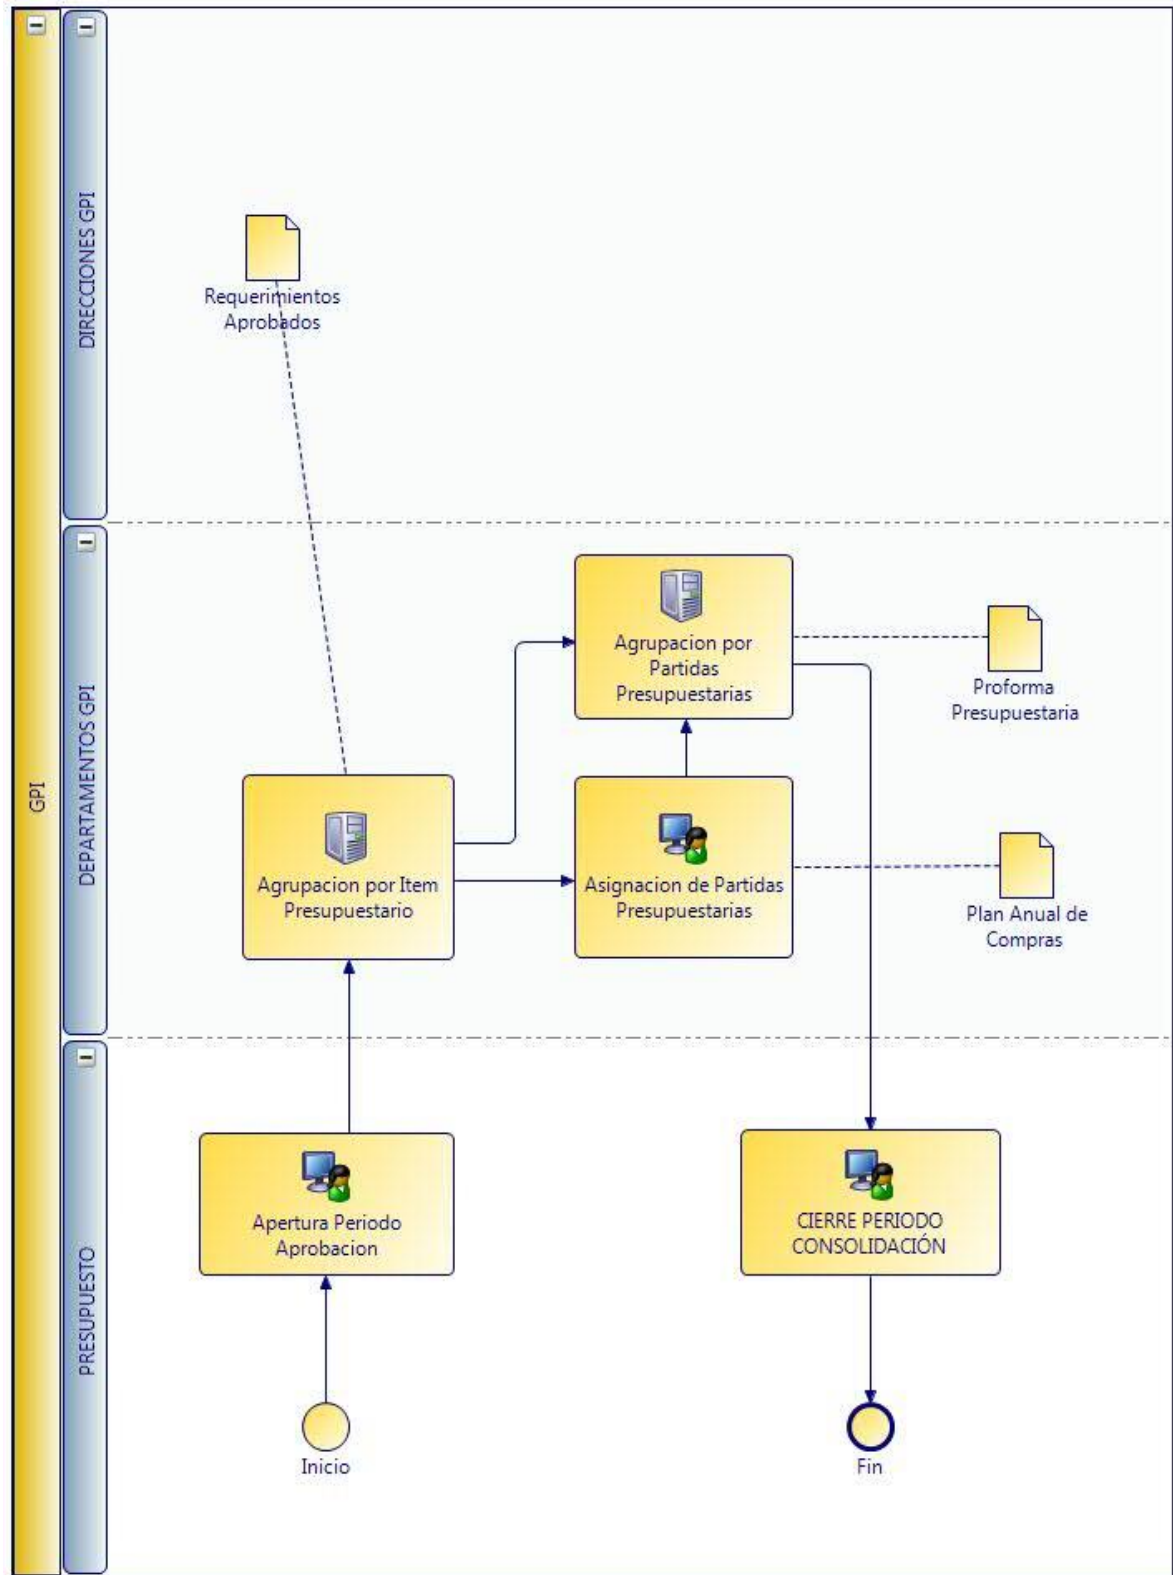 GPI
DIRECCIONES GPI
Requerimientos
Aprobados
DEPARTAMENTOS GPI
Agrupacion por
Partidas
Presupuestarias
Proforma
Presupuestaria
Agrupacion por Item
Presupuestario
Asignacion de Partidas
Presupuestarias
Plan Anual de
Compras
PRESUPUESTO
Apertura Periodo
Aprobacion
CIERRE PERIODO
CONSOLIDACIÓN
Inicio
Fin